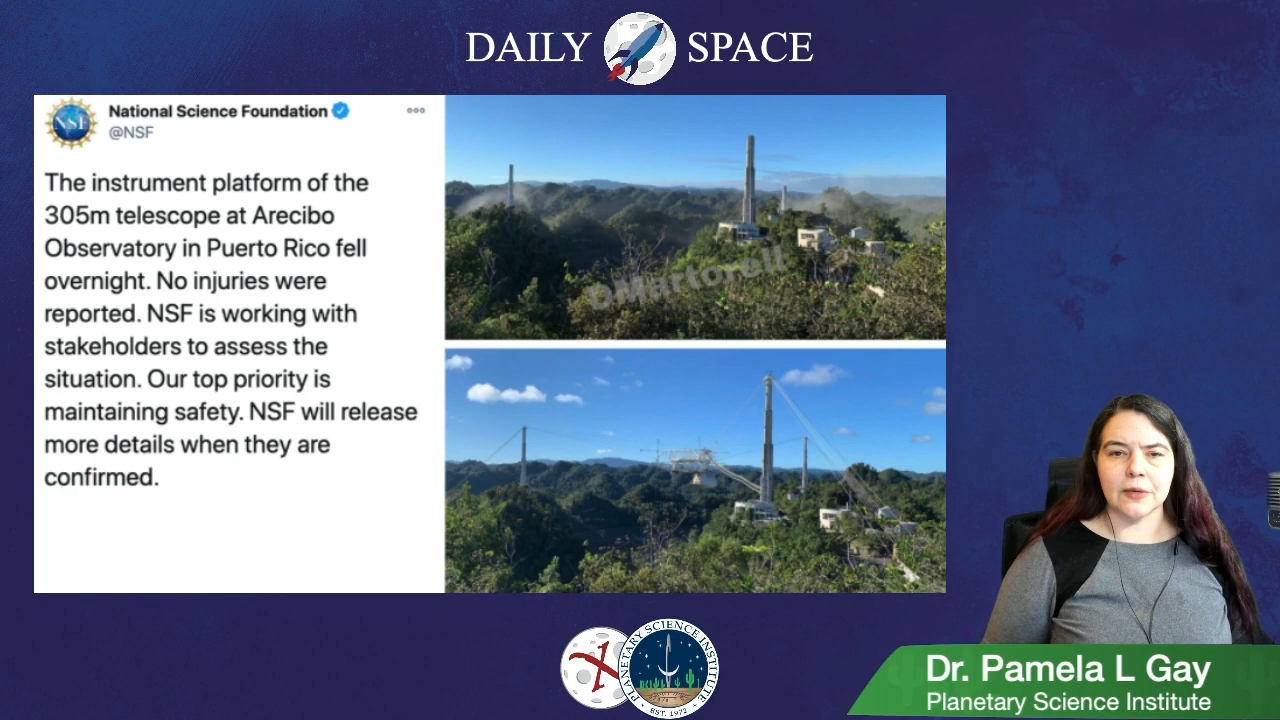 DAILY SPACE
National Science Foundation
@NSF
NSF
The instrument platform of the
305m telescope at Arecibo
Observatory in Puerto Rico fell
overnight. No injuries were
reported. NSF is working with
stakeholders to assess the
situation. Our top priority is
maintaining safety. NSF will release
more details when they are
confirmed.
DMartorell
X
PLANETARY SCIENCE INSTITUTE
EST. 1972
Dr. Pamela L Gay
Planetary Science Institute